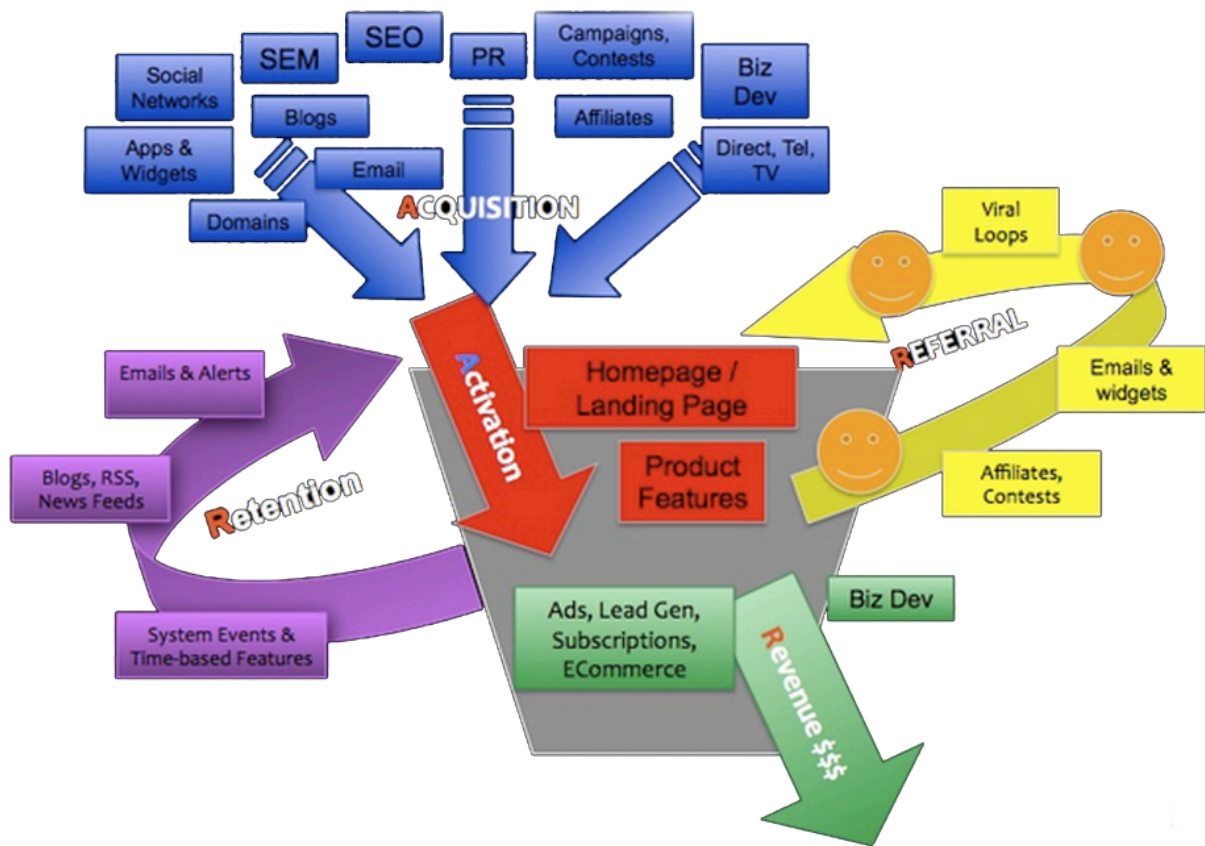 SEO
SEM
PR
Campaigns,
Contests
Biz
Dev
Social
Networks
Blogs
Affiliates
Apps &
Widgets
Email
Direct, Tel,
TV
Domains
ACQUISITION
Viral
Loops
REFERRAL
Emails &
widgets
Affiliates,
Contests
Activation
Homepage /
Landing Page
Product
Features
Emails & Alerts
Blogs, RSS,
News Feeds
Retention
System Events &
Time-based Features
Ads, Lead Gen,
Subscriptions,
ECommerce
Biz Dev
Revenue $$$